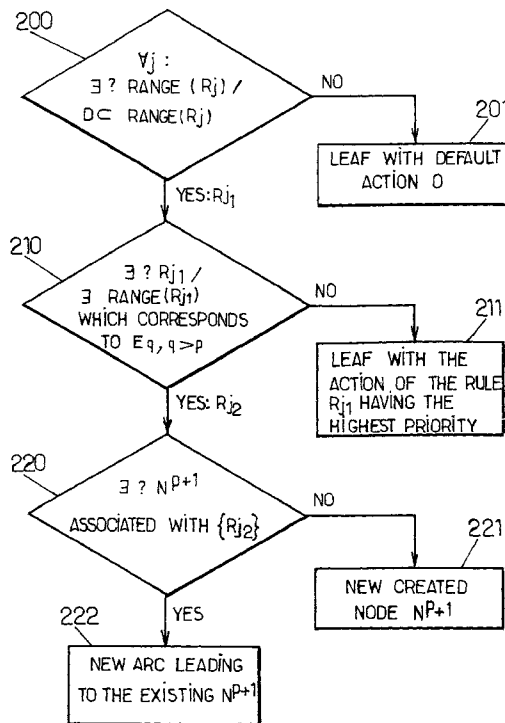 200
∀j :
∃ ? RANGE (Rj) /
D⊂ RANGE(Rj)
NO
201
LEAF WITH DEFAULT
ACTION 0
YES: Rj1
210
∃ ? Rj1 /
∃ RANGE(Rj1)
WHICH CORRESPONDS
TO Eq, q>p
NO
211
LEAF WITH THE
ACTION OF THE RULE
Rj1 HAVING THE
HIGHEST PRIORITY
YES: Rj2
220
∃ ? Np+1
ASSOCIATED WITH {Rj2}
NO
221
NEW CREATED
NODE Np+1
YES
222
NEW ARC LEADING
TO THE EXISTING Np+1